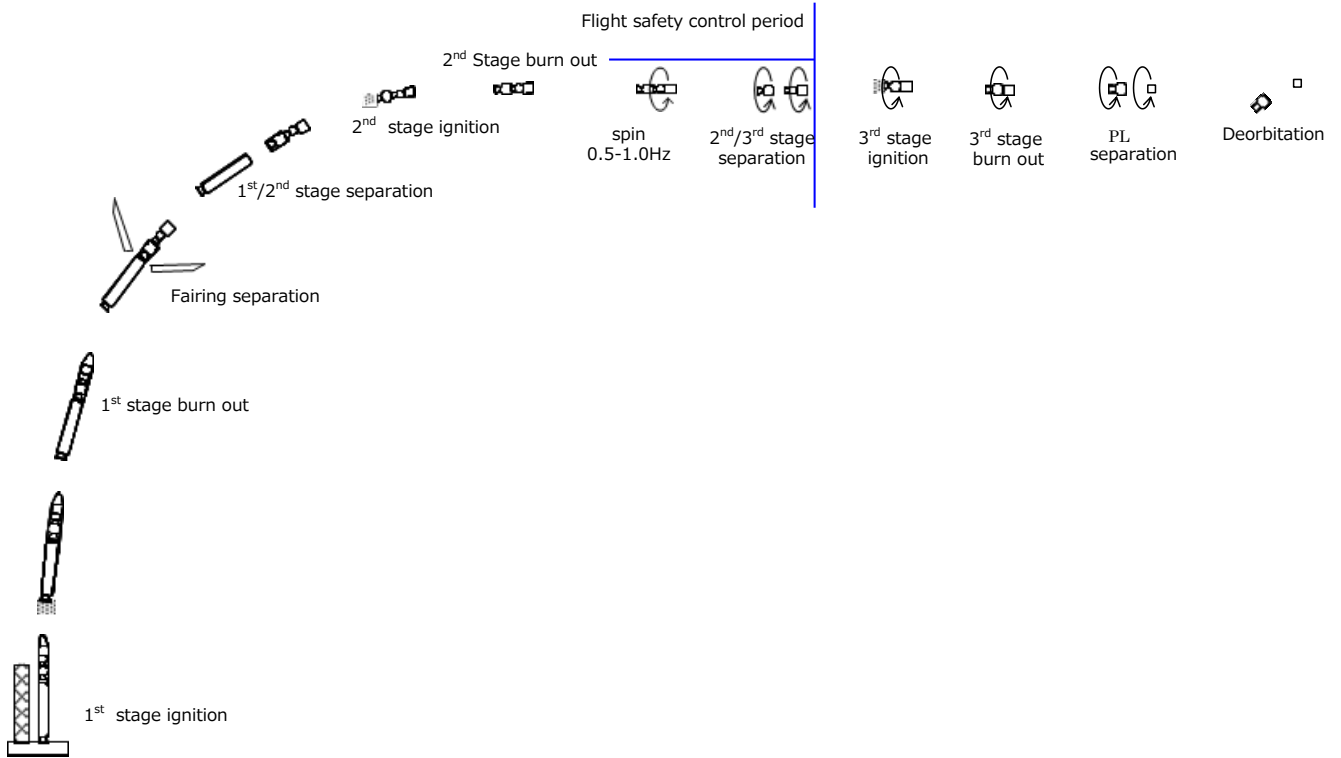 Flight safety control period
2nd Stage burn out
2nd stage ignition
spin
0.5-1.0Hz
2nd/3rd stage
separation
3rd stage
ignition
3rd stage
burn out
PL
separation
Deorbitation
1st/2nd stage separation
Fairing separation
1st stage burn out
1st stage ignition